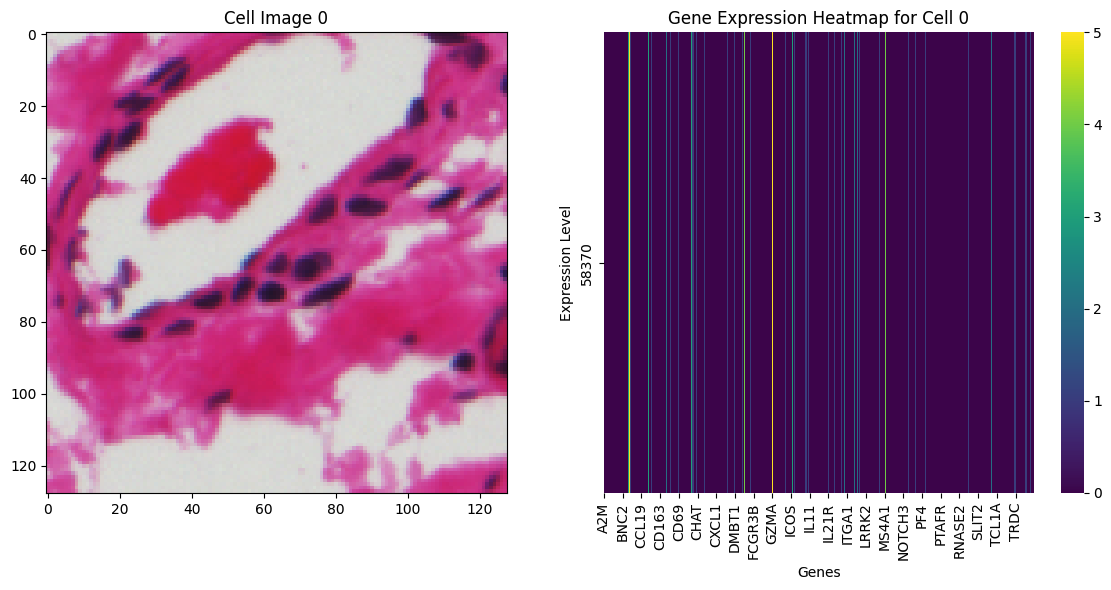 Cell Image 0
0
20
40
60
80
100
120
0
20
40
60
80
100
120
Gene Expression Heatmap for Cell 0
Expression Level
58370
A2M
BNC2
CCL19
CD163
CD69
CHAT
CXCL1
DMBT1
FCGR3B
GZMA
ICOS
IL11
IL21R
ITGA1
LRRK2
MS4A1
NOTCH3
PF4
PTAFR
RNASE2
SLIT2
TCL1A
TRDC
Genes
5
4
3
2
1
0